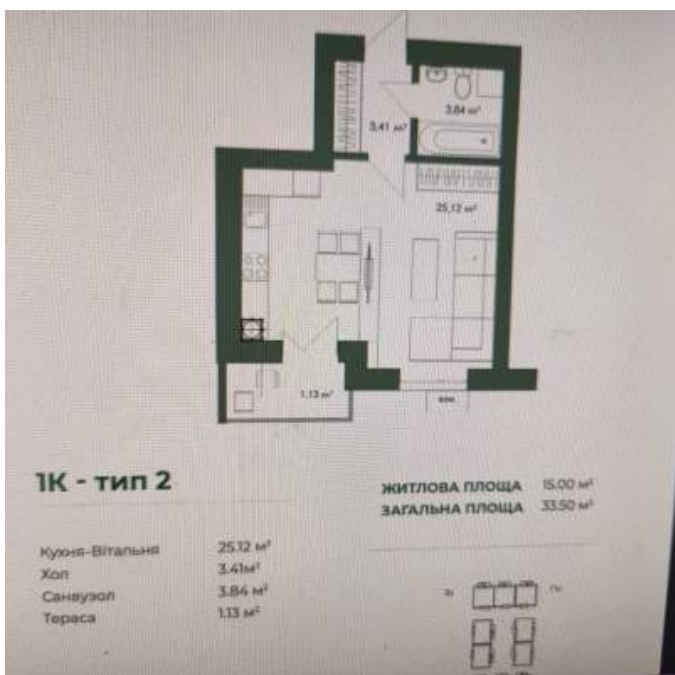 3.84 м²
3.41 м²
25,12 м²
1,13 м²
1К - тип 2
ЖИТЛОВА ПЛОЩА 15.00 м²
ЗАГАЛЬНА ПЛОЩА 33.50 м²
Кухня-Вітальня 25.12 м²
Хол 3.41м²
Санвузол 3.84 м²
Тераса 1.13 м²